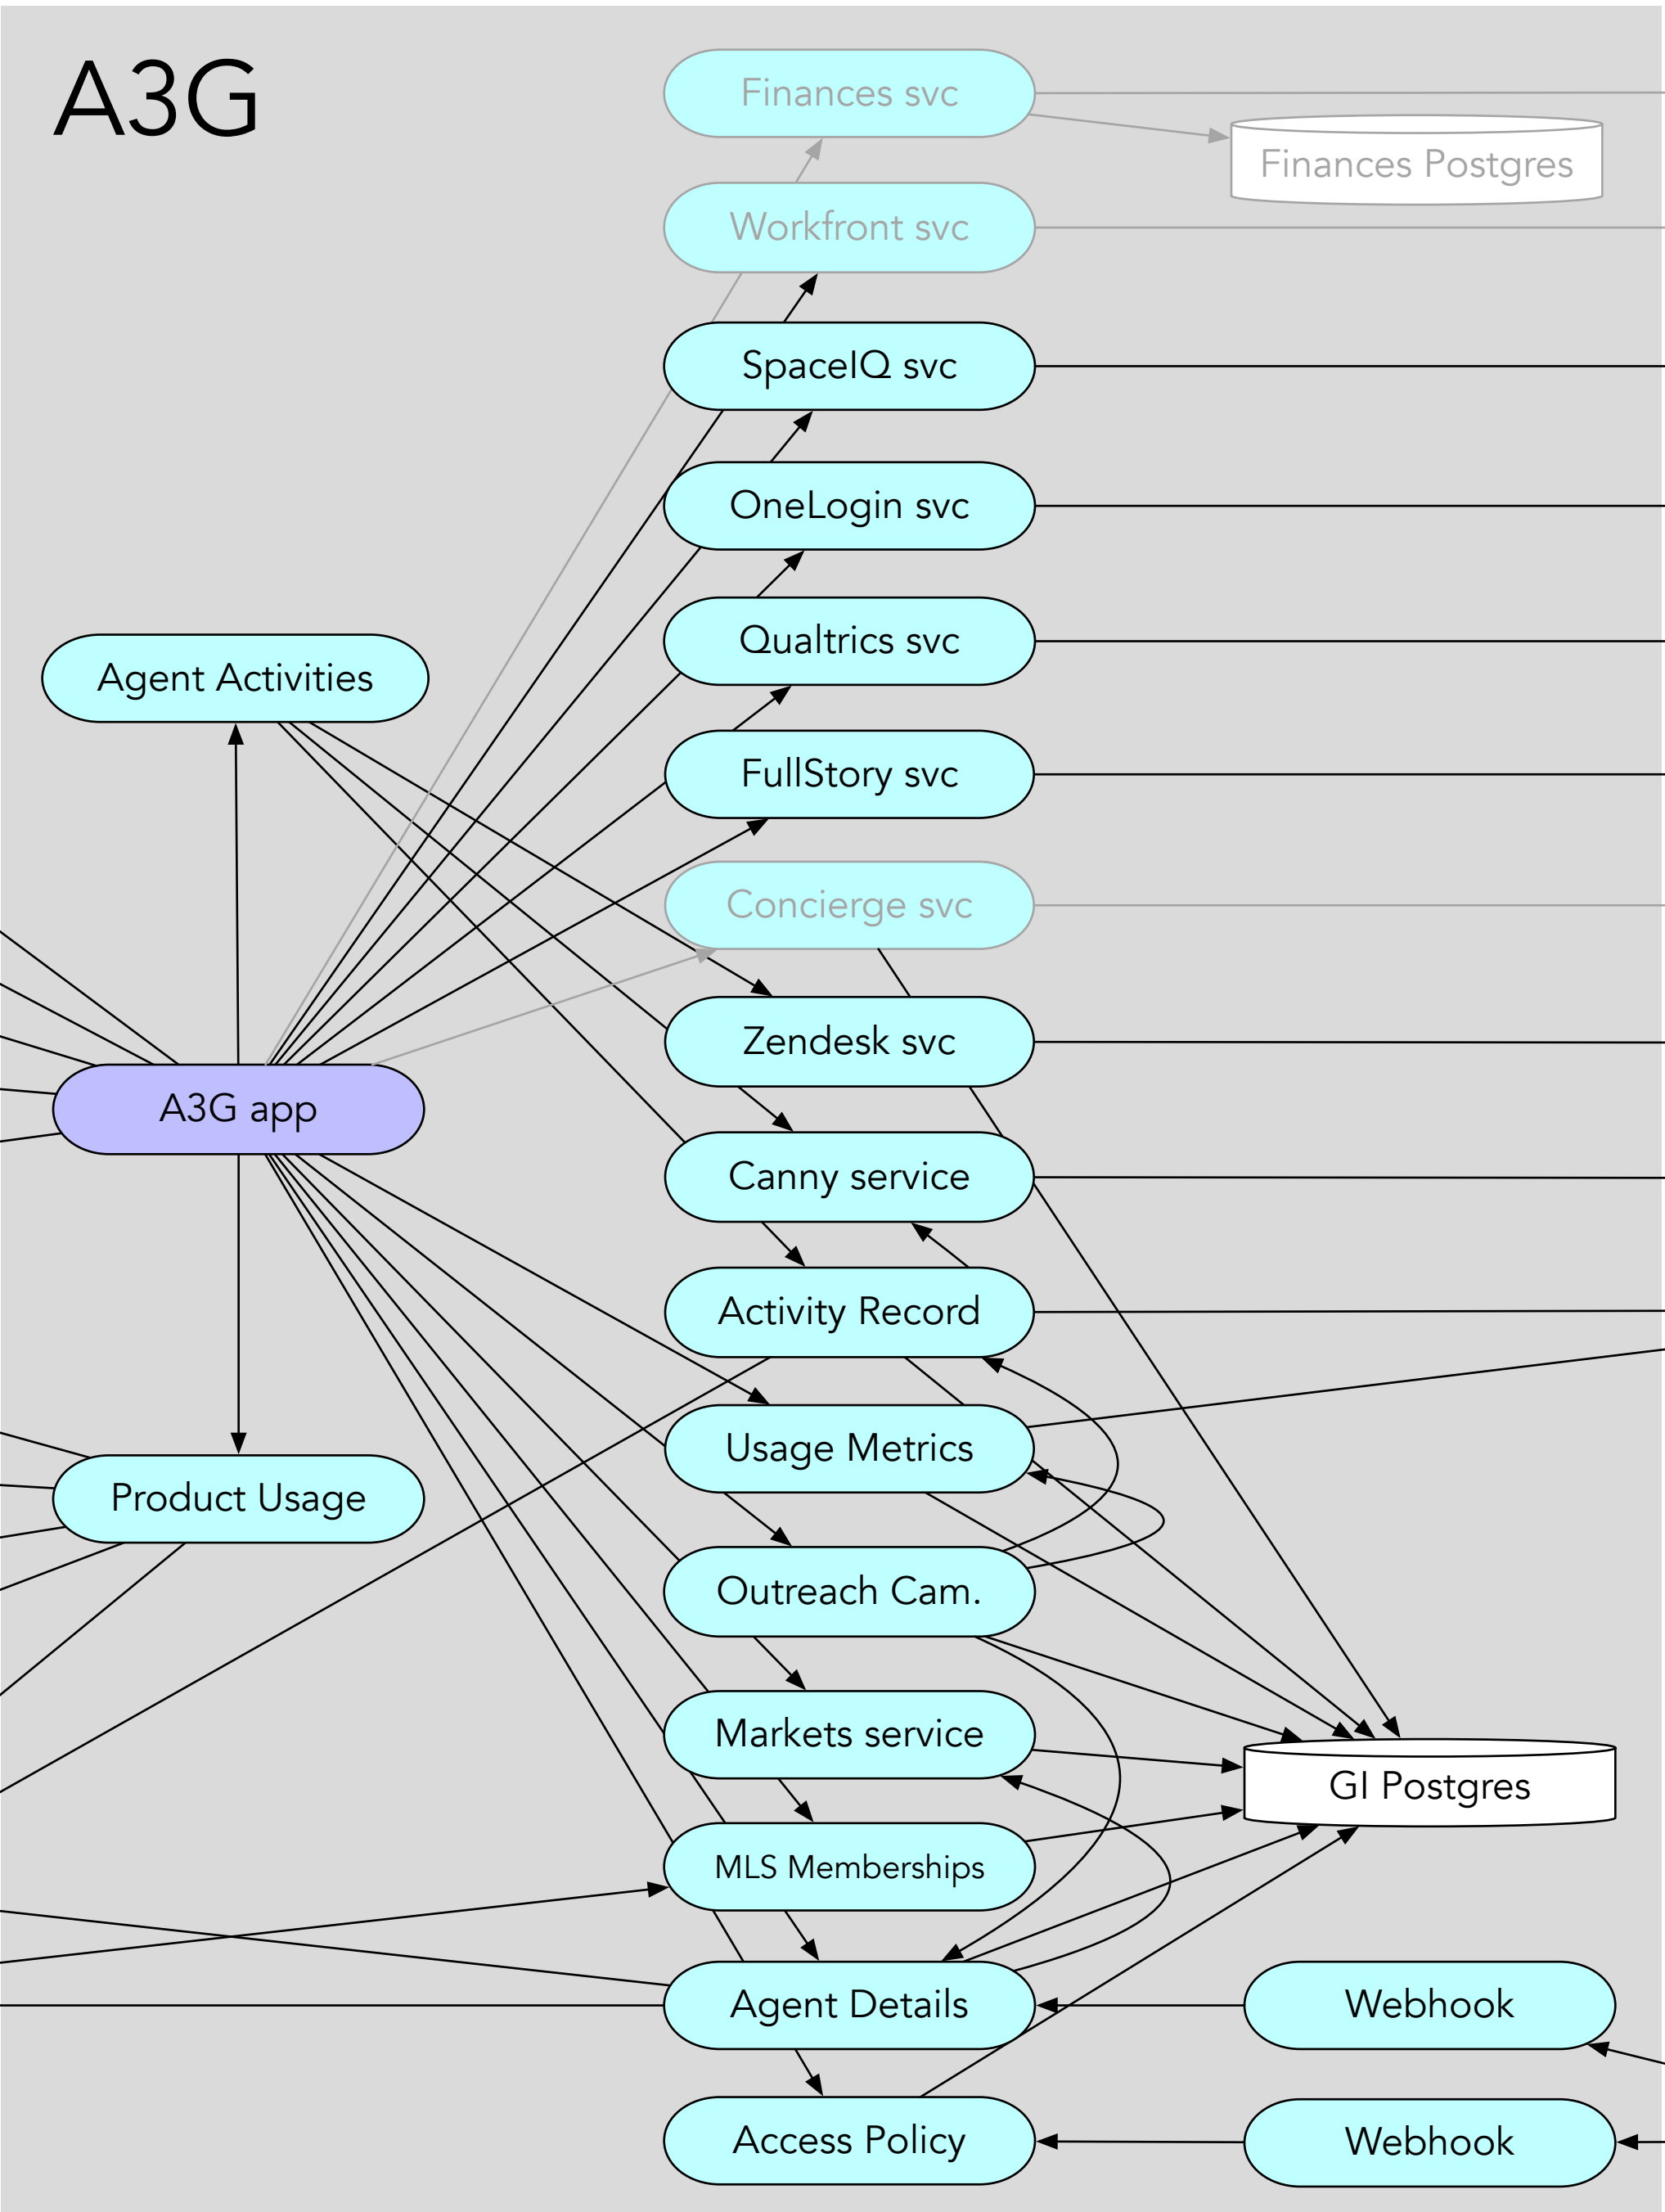 A3G
Finances svc
Finances Postgres
Workfront svc
SpaceIQ svc
OneLogin svc
Qualtrics svc
Agent Activities
FullStory svc
Concierge svc
Zendesk svc
A3G app
Canny service
Activity Record
Usage Metrics
Product Usage
Outreach Cam.
Markets service
GI Postgres
MLS Memberships
Agent Details
Webhook
Access Policy
Webhook